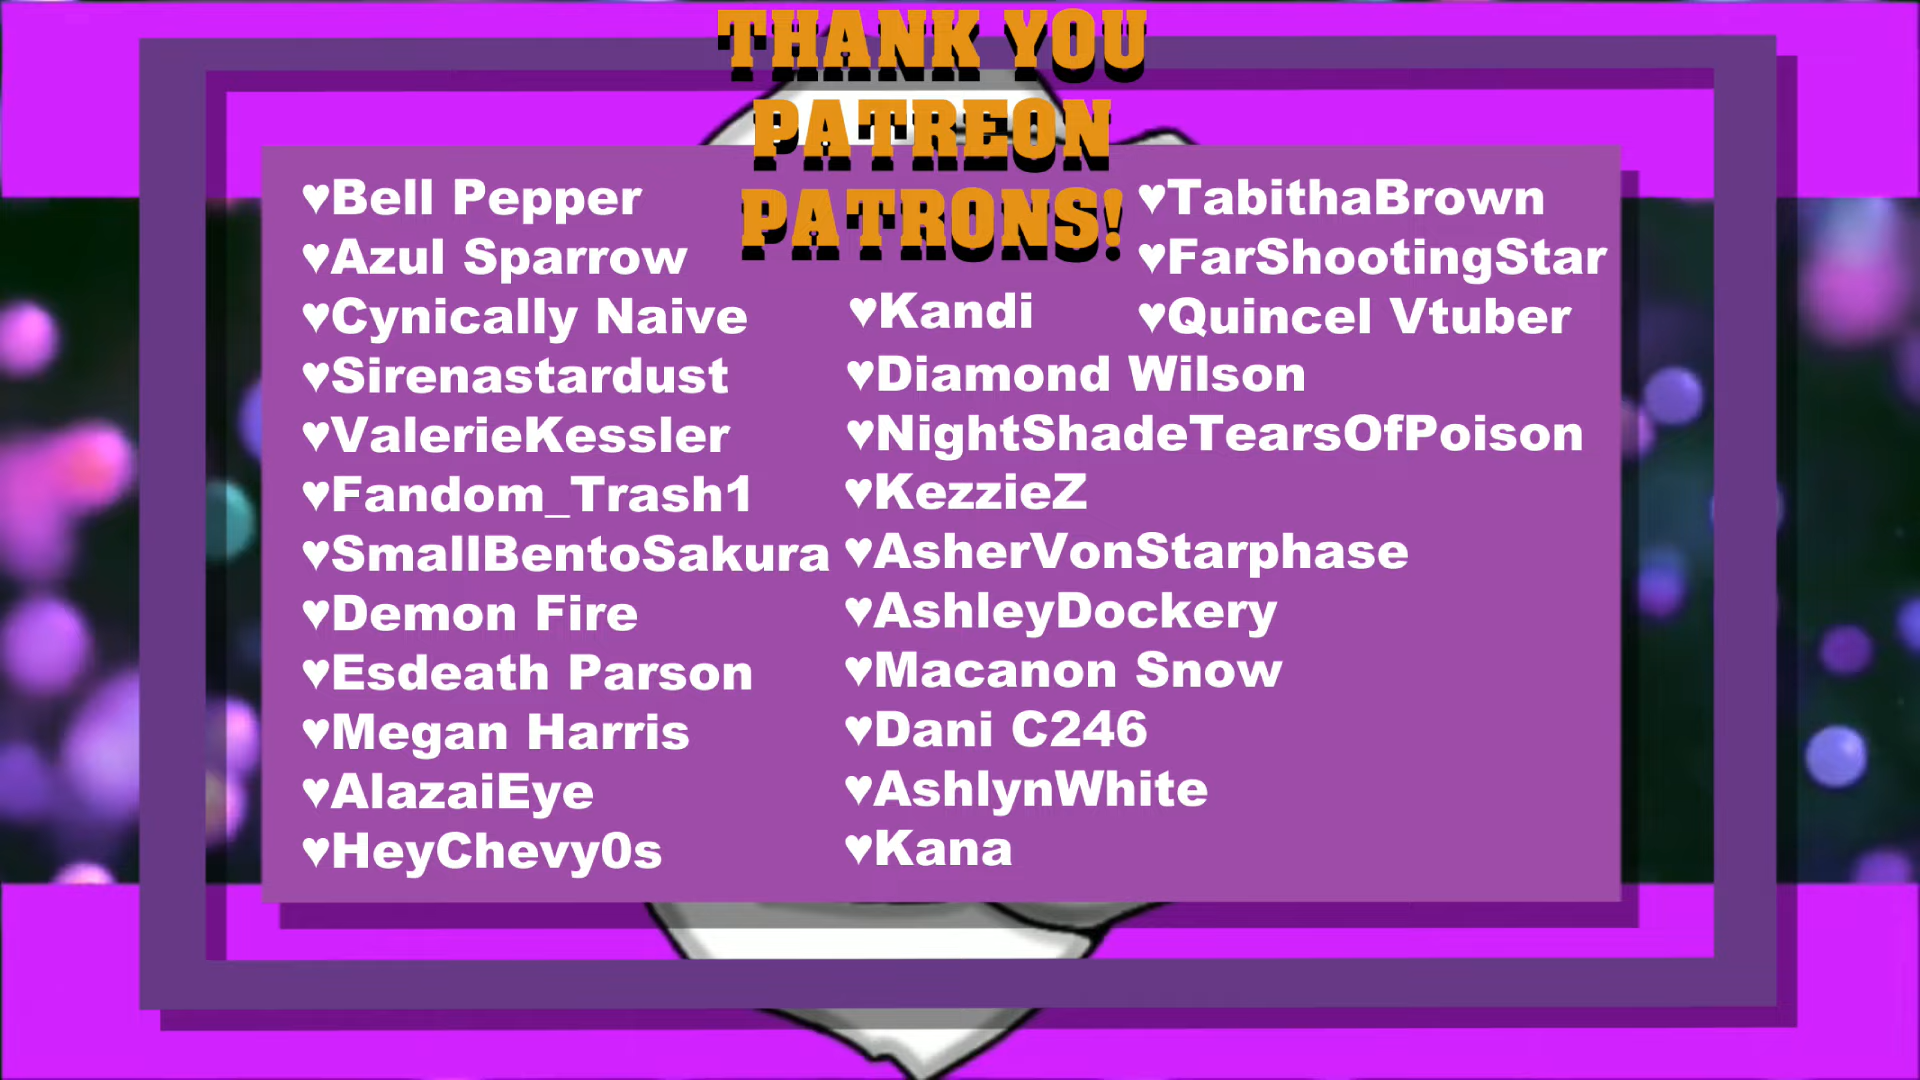 THANK YOU
PATREON
PATRONS!
♥Bell Pepper
♥Azul Sparrow
♥Cynically Naive
♥Sirenastardust
♥ValerieKessler
♥Fandom_Trash1
♥SmallBentoSakura
♥Demon Fire
♥Esdeath Parson
♥Megan Harris
♥AlazaiEye
♥HeyChevy0s
♥Kandi
♥Diamond Wilson
♥NightShadeTearsOfPoison
♥KezzieZ
♥AsherVonStarphase
♥AshleyDockery
♥Macanon Snow
♥Dani C246
♥AshlynWhite
♥Kana
♥TabithaBrown
♥FarShootingStar
♥Quincel Vtuber